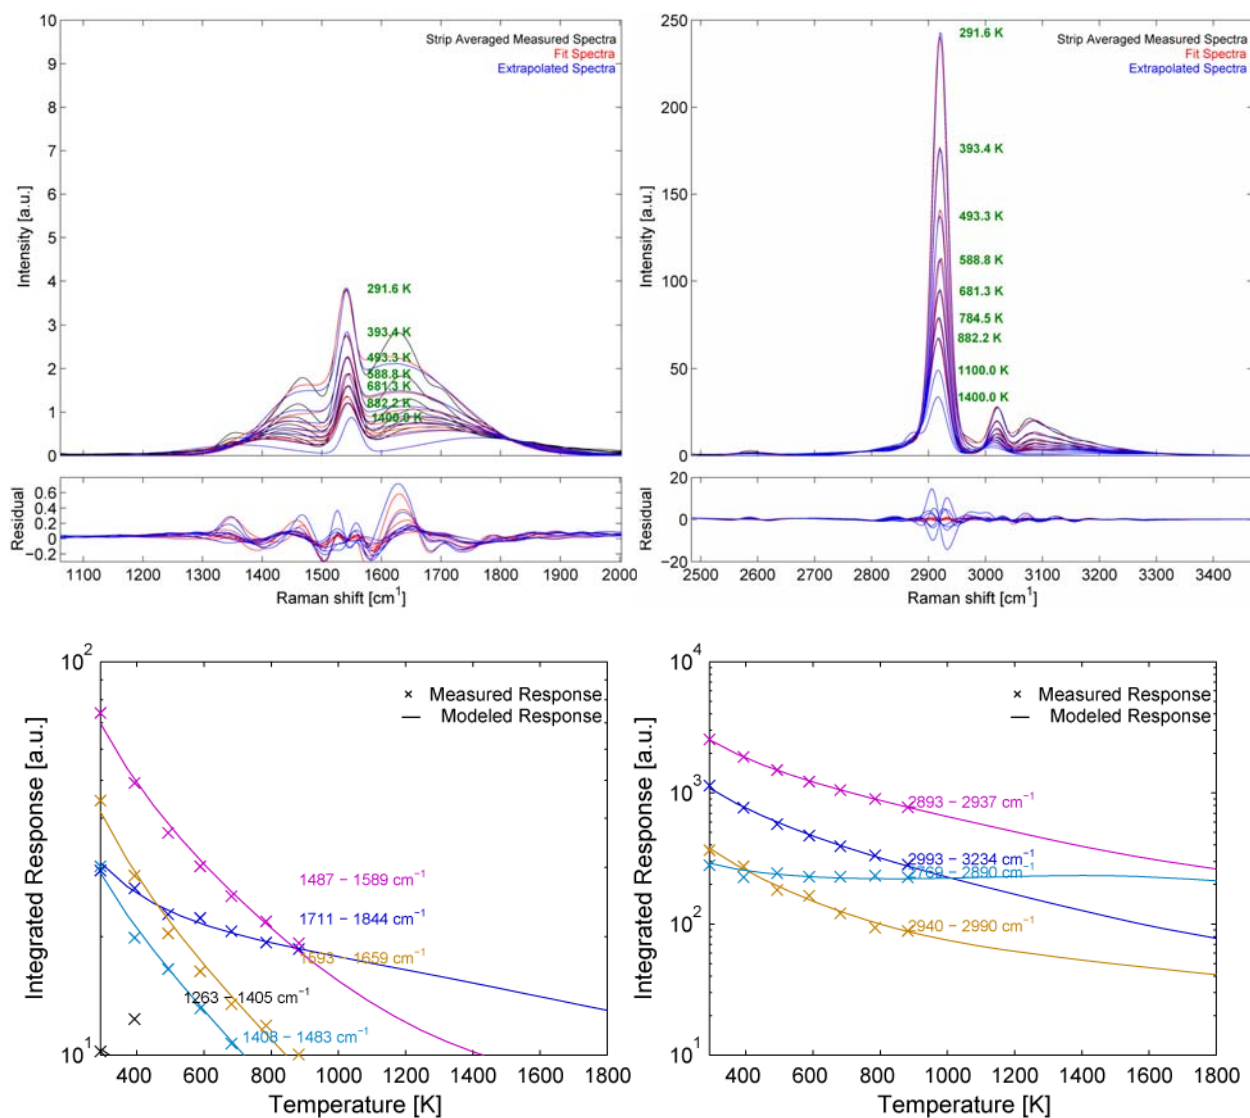 10
9
8
7
6
5
4
3
2
1
0
Intensity [a.u.]
Strip Averaged Measured Spectra
Fit Spectra
Extrapolated Spectra
291.6 K
393.4 K
493.3 K
588.8 K
681.3 K
882.2 K
1400.0 K
0.6
0.4
0.2
0
−0.2
Residual
1100 1200 1300 1400 1500 1600 1700 1800 1900 2000
Raman shift [cm¹]
250
200
150
100
50
0
Intensity [a.u.]
Strip Averaged Measured Spectra
Fit Spectra
Extrapolated Spectra
291.6 K
393.4 K
493.3 K
588.8 K
681.3 K
784.5 K
882.2 K
1100.0 K
1400.0 K
20
0
−20
Residual
2500 2600 2700 2800 2900 3000 3100 3200 3300 3400
Raman shift [cm¹]
10²
10¹
Integrated Response [a.u.]
× Measured Response
— Modeled Response
1487 − 1589 cm⁻¹
1711 − 1844 cm⁻¹
1593 − 1659 cm⁻¹
1263 − 1405 cm⁻¹
1408 − 1483 cm⁻¹
400 600 800 1000 1200 1400 1600 1800
Temperature [K]
10⁴
10³
10²
10¹
Integrated Response [a.u.]
× Measured Response
— Modeled Response
2893 − 2937 cm⁻¹
2993 − 3234 cm⁻¹
2769 − 2890 cm⁻¹
2940 − 2990 cm⁻¹
400 600 800 1000 1200 1400 1600 1800
Temperature [K]